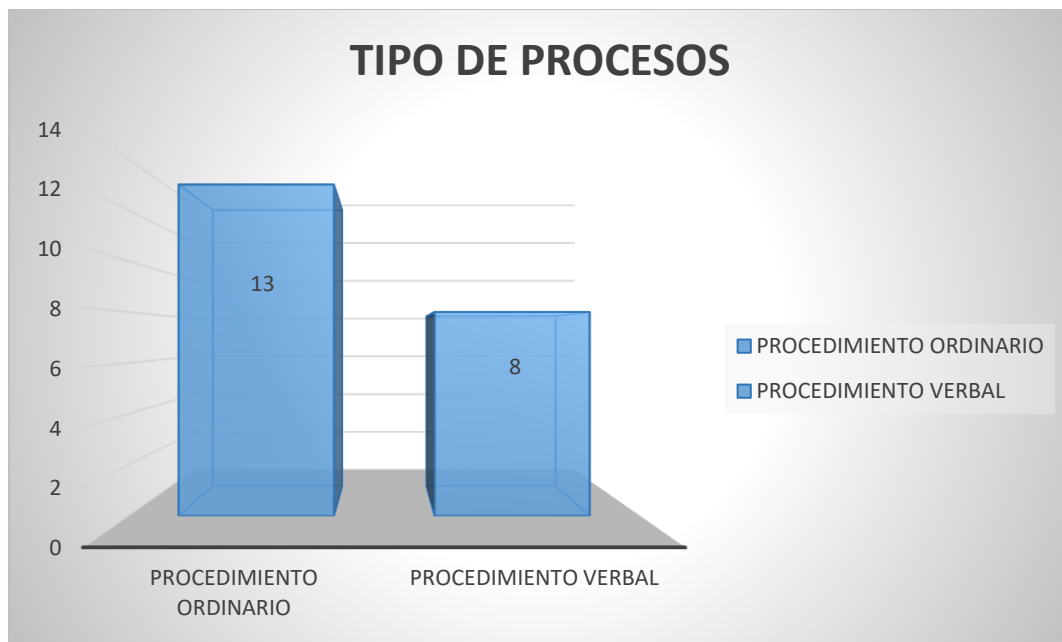 TIPO DE PROCESOS
14
12
10
8
6
4
2
0
13
8
PROCEDIMIENTO
ORDINARIO
PROCEDIMIENTO VERBAL
PROCEDIMIENTO ORDINARIO
PROCEDIMIENTO VERBAL